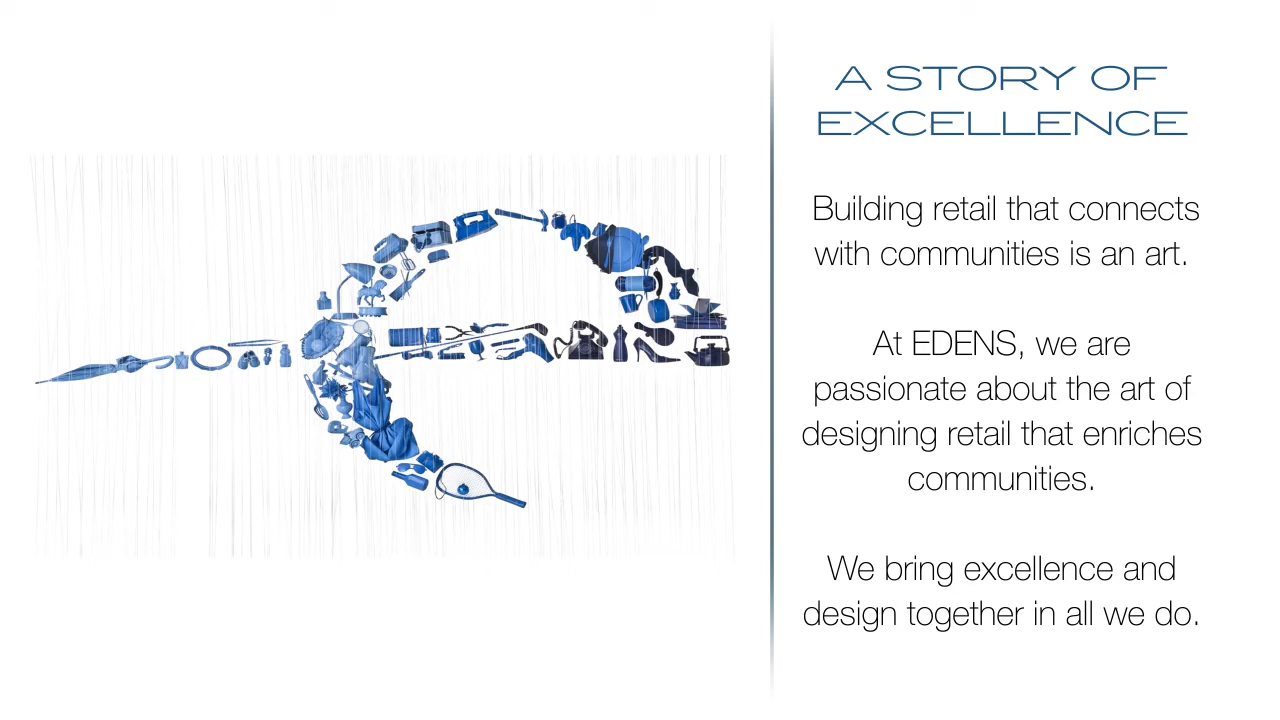 A STORY OF
EXCELLENCE
Building retail that connects
with communities is an art.
At EDENS, we are
passionate about the art of
designing retail that enriches
communities.
We bring excellence and
design together in all we do.